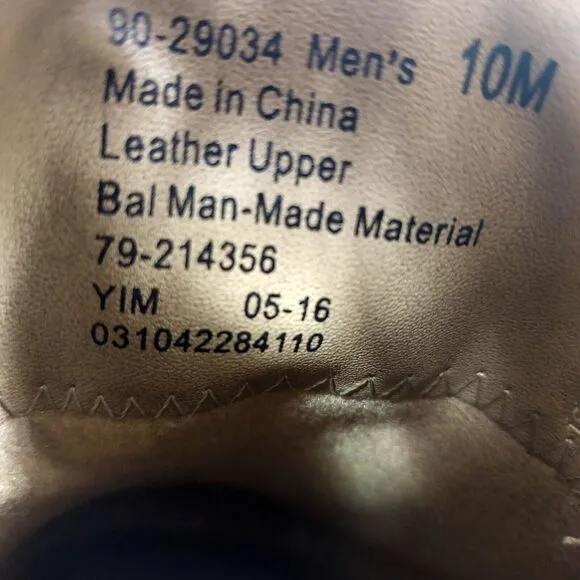 90-29034 Men's 10M
Made in China
Leather Upper
Bal Man-Made Material
79-214356
YIM 05-16
031042284110